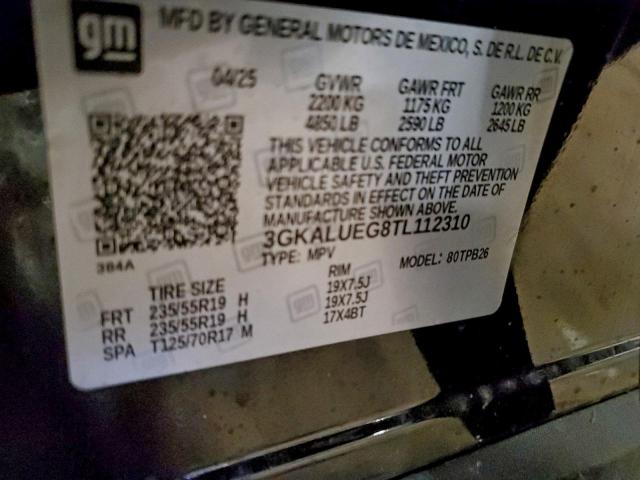 gm
MFD BY GENERAL MOTORS DE MEXICO, S. DE R.L. DE C.V.
04/25 GVWR GAWR FRT GAWR RR
2200 KG 1175 KG 1200 KG
4850 LB 2590 LB 2645 LB
THIS VEHICLE CONFORMS TO ALL
APPLICABLE U.S. FEDERAL MOTOR
VEHICLE SAFETY AND THEFT PREVENTION
STANDARDS IN EFFECT ON THE DATE OF
MANUFACTURE SHOWN ABOVE.
3GKALUEG8TL112310
384A
TYPE: MPV MODEL: 80TPB26
TIRE SIZE RIM
FRT 235/55R19 H 19X7.5J
RR 235/55R19 H 19X7.5J
SPA T125/70R17 M 17X4BT